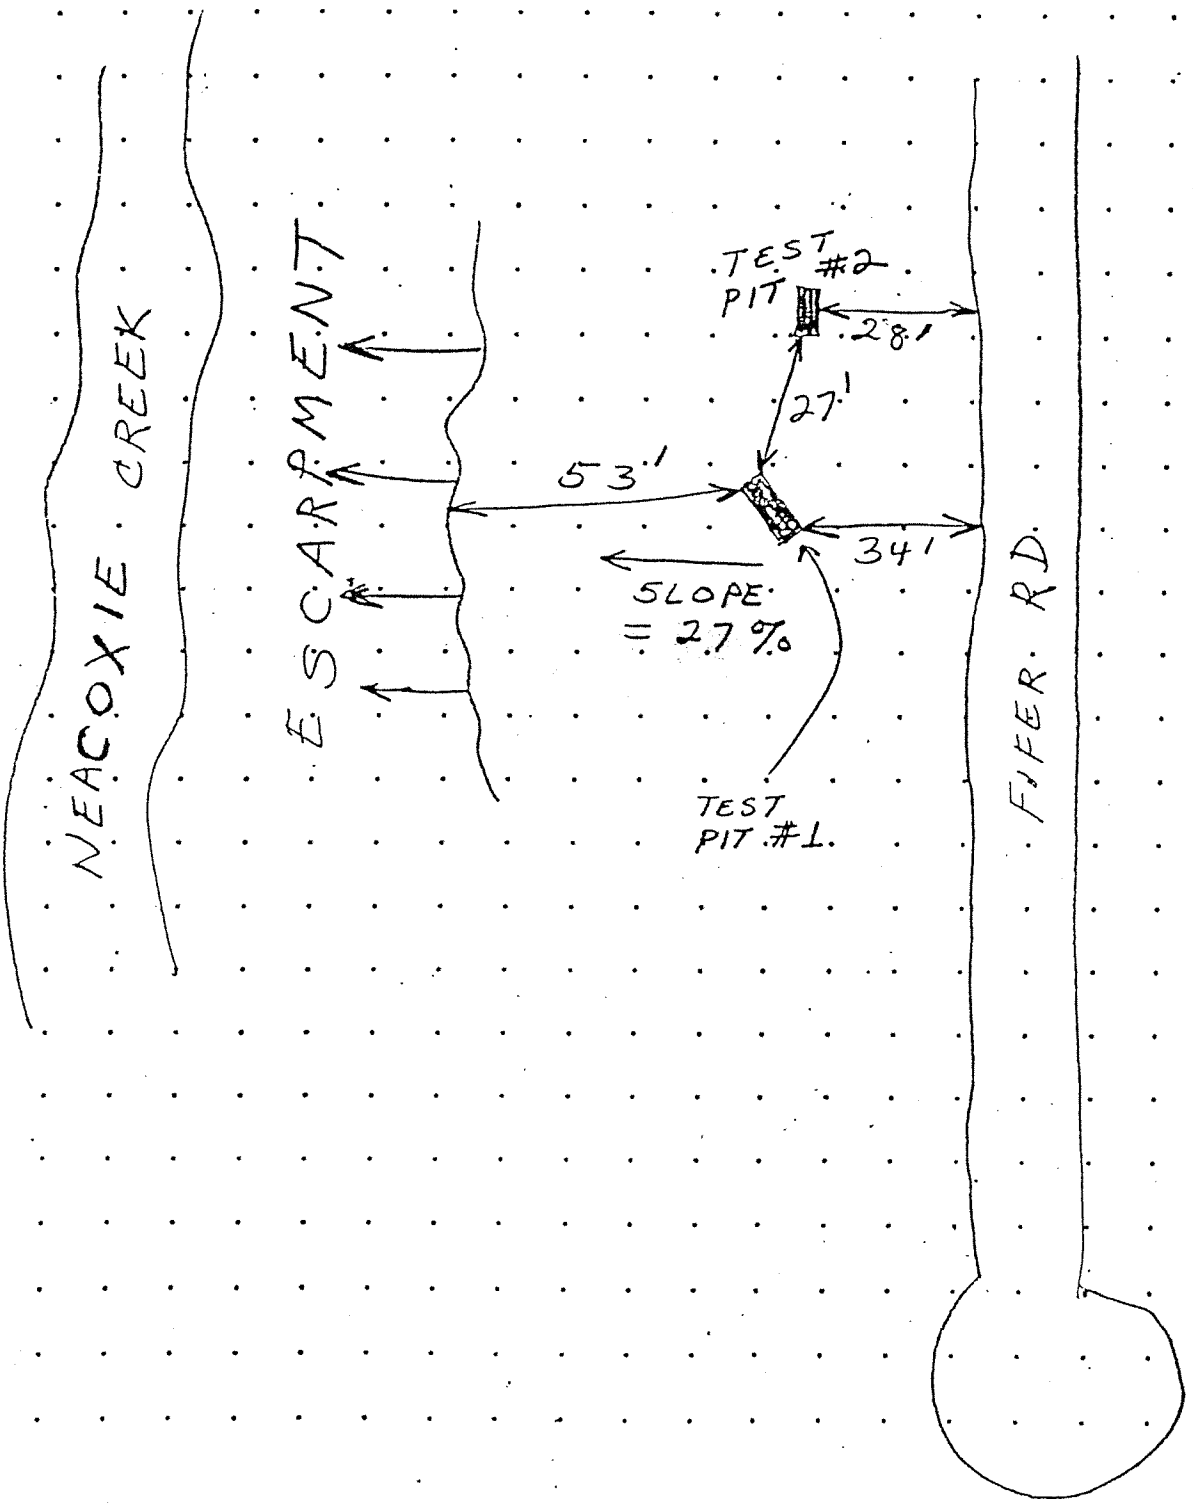 NEACOXIE CREEK
ESCARPMENT
TEST
PIT #2
28'
27'
53'
34'
SLOPE
= 27%
TEST
PIT #1
FIFER RD